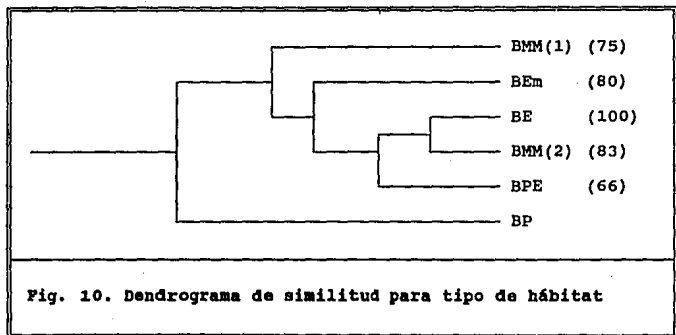 BMM(1) (75)
BEm (80)
BE (100)
BMM(2) (83)
BPE (66)
BP
Fig. 10. Dendrograma de similitud para tipo de hábitat